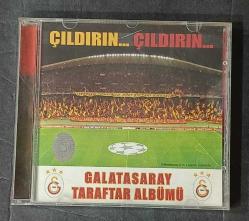 ÇILDIRIN... ÇILDIRIN...
GALATASARAY
TARAFTAR ALBÜMÜ